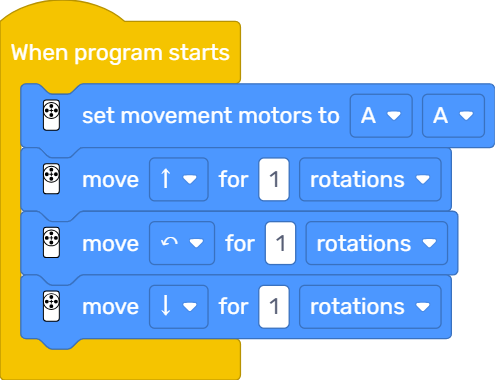 When program starts
set movement motors to A A
move ↑ for 1 rotations
move ↶ for 1 rotations
move ↓ for 1 rotations